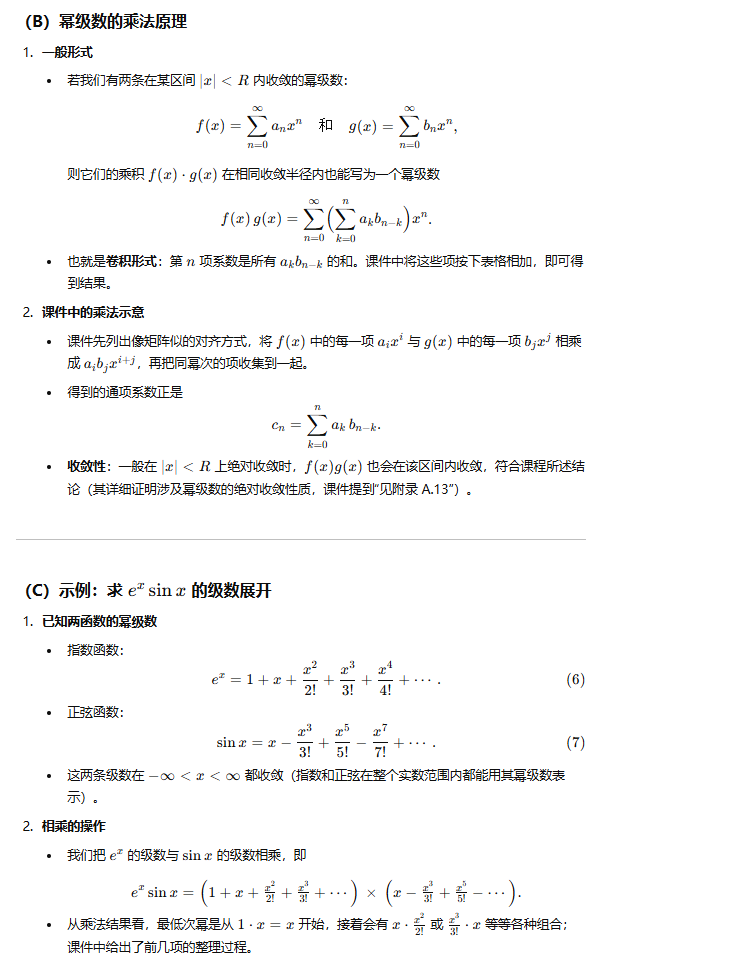 （B）幂级数的乘法原理
1. 一般形式
• 若我们有两条在某区间 |x| < R 内收敛的幂级数：
f(x) = ∑_{n=0}^{∞} a_n x^n 和 g(x) = ∑_{n=0}^{∞} b_n x^n,
则它们的乘积 f(x) · g(x) 在相同收敛半径内也能写为一个幂级数
f(x) g(x) = ∑_{n=0}^{∞} (∑_{k=0}^{n} a_k b_{n−k}) x^n.
• 也就是卷积形式：第 n 项系数是所有 a_k b_{n−k} 的和。课件中将这些项按下表格相加，即可得
到结果。
2. 课件中的乘法示意
• 课件先列出像矩阵似的对齐方式，将 f(x) 中的每一项 a_i x^i 与 g(x) 中的每一项 b_j x^j 相乘
成 a_i b_j x^{i+j}，再把同幂次的项收集到一起。
• 得到的通项系数正是
c_n = ∑_{k=0}^{n} a_k b_{n−k}.
• 收敛性：一般在 |x| < R 上绝对收敛时，f(x)g(x) 也会在该区间内收敛，符合课程所述结
论（其详细证明涉及幂级数的绝对收敛性质，课件提到“见附录 A.13”）。
（C）示例：求 e^x sin x 的级数展开
1. 已知两函数的幂级数
• 指数函数：
e^x = 1 + x + x^2/2! + x^3/3! + x^4/4! + ⋯ . (6)
• 正弦函数：
sin x = x − x^3/3! + x^5/5! − x^7/7! + ⋯ . (7)
• 这两条级数在 −∞ < x < ∞ 都收敛（指数和正弦在整个实数范围内都能用其幂级数表
示）。
2. 相乘的操作
• 我们把 e^x 的级数与 sin x 的级数相乘，即
e^x sin x = (1 + x + x^2/2! + x^3/3! + ⋯) × (x − x^3/3! + x^5/5! − ⋯).
• 从乘法结果看，最低次幂是从 1 · x = x 开始，接着会有 x · x^2/2! 或 x^3/3! · x 等等各种组合；
课件中给出了前几项的整理过程。